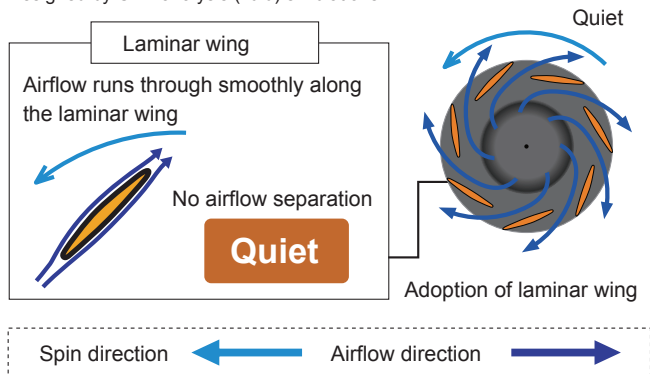 Laminar wing
Quiet
Airflow runs through smoothly along
the laminar wing
No airflow separation
Quiet
Adoption of laminar wing
Spin direction
Airflow direction